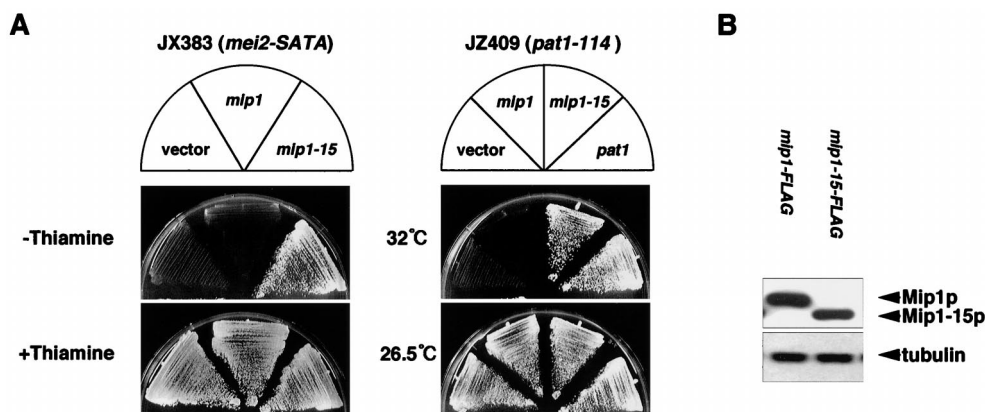 A
JX383 (mei2-SATA)
vector
mip1
mip1-15
-Thiamine
+Thiamine
JZ409 (pat1-114)
vector
mip1
mip1-15
pat1
32°C
26.5°C
B
mip1-FLAG
mip1-15-FLAG
Mip1p
Mip1-15p
tubulin